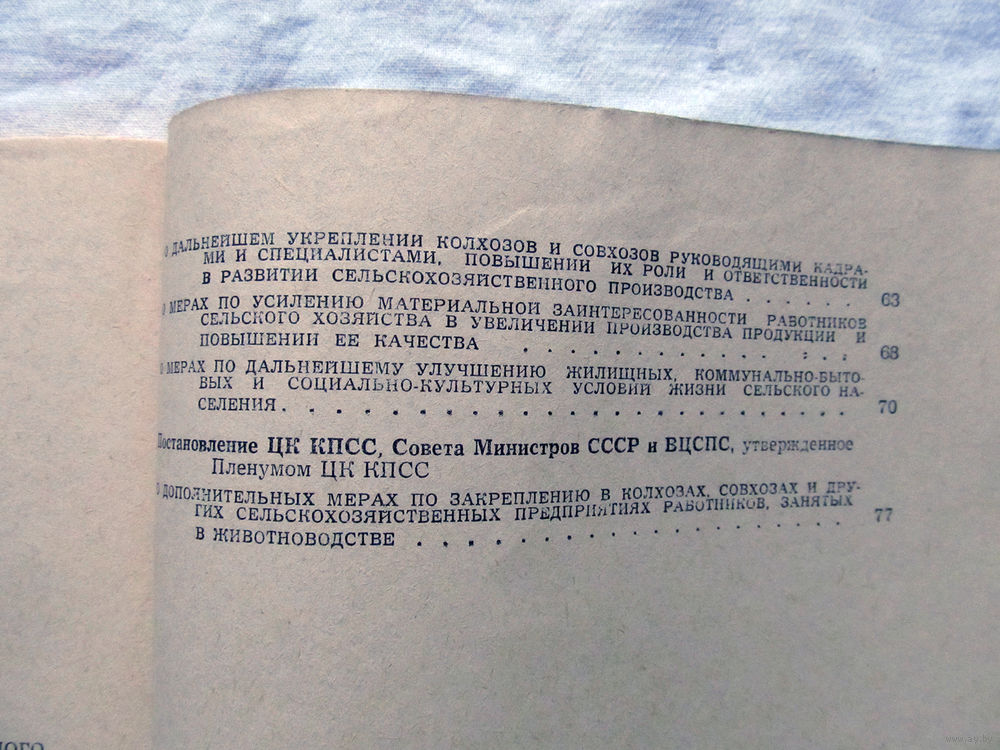 О ДАЛЬНЕЙШЕМ УКРЕПЛЕНИИ КОЛХОЗОВ И СОВХОЗОВ РУКОВОДЯЩИМИ КАДРА-
МИ И СПЕЦИАЛИСТАМИ, ПОВЫШЕНИИ ИХ РОЛИ И ОТВЕТСТВЕННОСТИ
В РАЗВИТИИ СЕЛЬСКОХОЗЯЙСТВЕННОГО ПРОИЗВОДСТВА . . . . . . 63
О МЕРАХ ПО УСИЛЕНИЮ МАТЕРИАЛЬНОЙ ЗАИНТЕРЕСОВАННОСТИ РАБОТНИКОВ
СЕЛЬСКОГО ХОЗЯЙСТВА В УВЕЛИЧЕНИИ ПРОИЗВОДСТВА ПРОДУКЦИИ И
ПОВЫШЕНИИ ЕЕ КАЧЕСТВА . . . . . . . . . . . . . . . 68
О МЕРАХ ПО ДАЛЬНЕЙШЕМУ УЛУЧШЕНИЮ ЖИЛИЩНЫХ, КОММУНАЛЬНО-БЫТО-
ВЫХ И СОЦИАЛЬНО-КУЛЬТУРНЫХ УСЛОВИЙ ЖИЗНИ СЕЛЬСКОГО НА-
СЕЛЕНИЯ . . . . . . . . . . . . . . . . . . . . . . 70
Постановление ЦК КПСС, Совета Министров СССР и ВЦСПС, утвержденное
Пленумом ЦК КПСС
О ДОПОЛНИТЕЛЬНЫХ МЕРАХ ПО ЗАКРЕПЛЕНИЮ В КОЛХОЗАХ, СОВХОЗАХ И ДРУ-
ГИХ СЕЛЬСКОХОЗЯЙСТВЕННЫХ ПРЕДПРИЯТИЯХ РАБОТНИКОВ, ЗАНЯТЫХ
В ЖИВОТНОВОДСТВЕ . . . . . . . . . . . . . . . . . . 77
www.ay.by